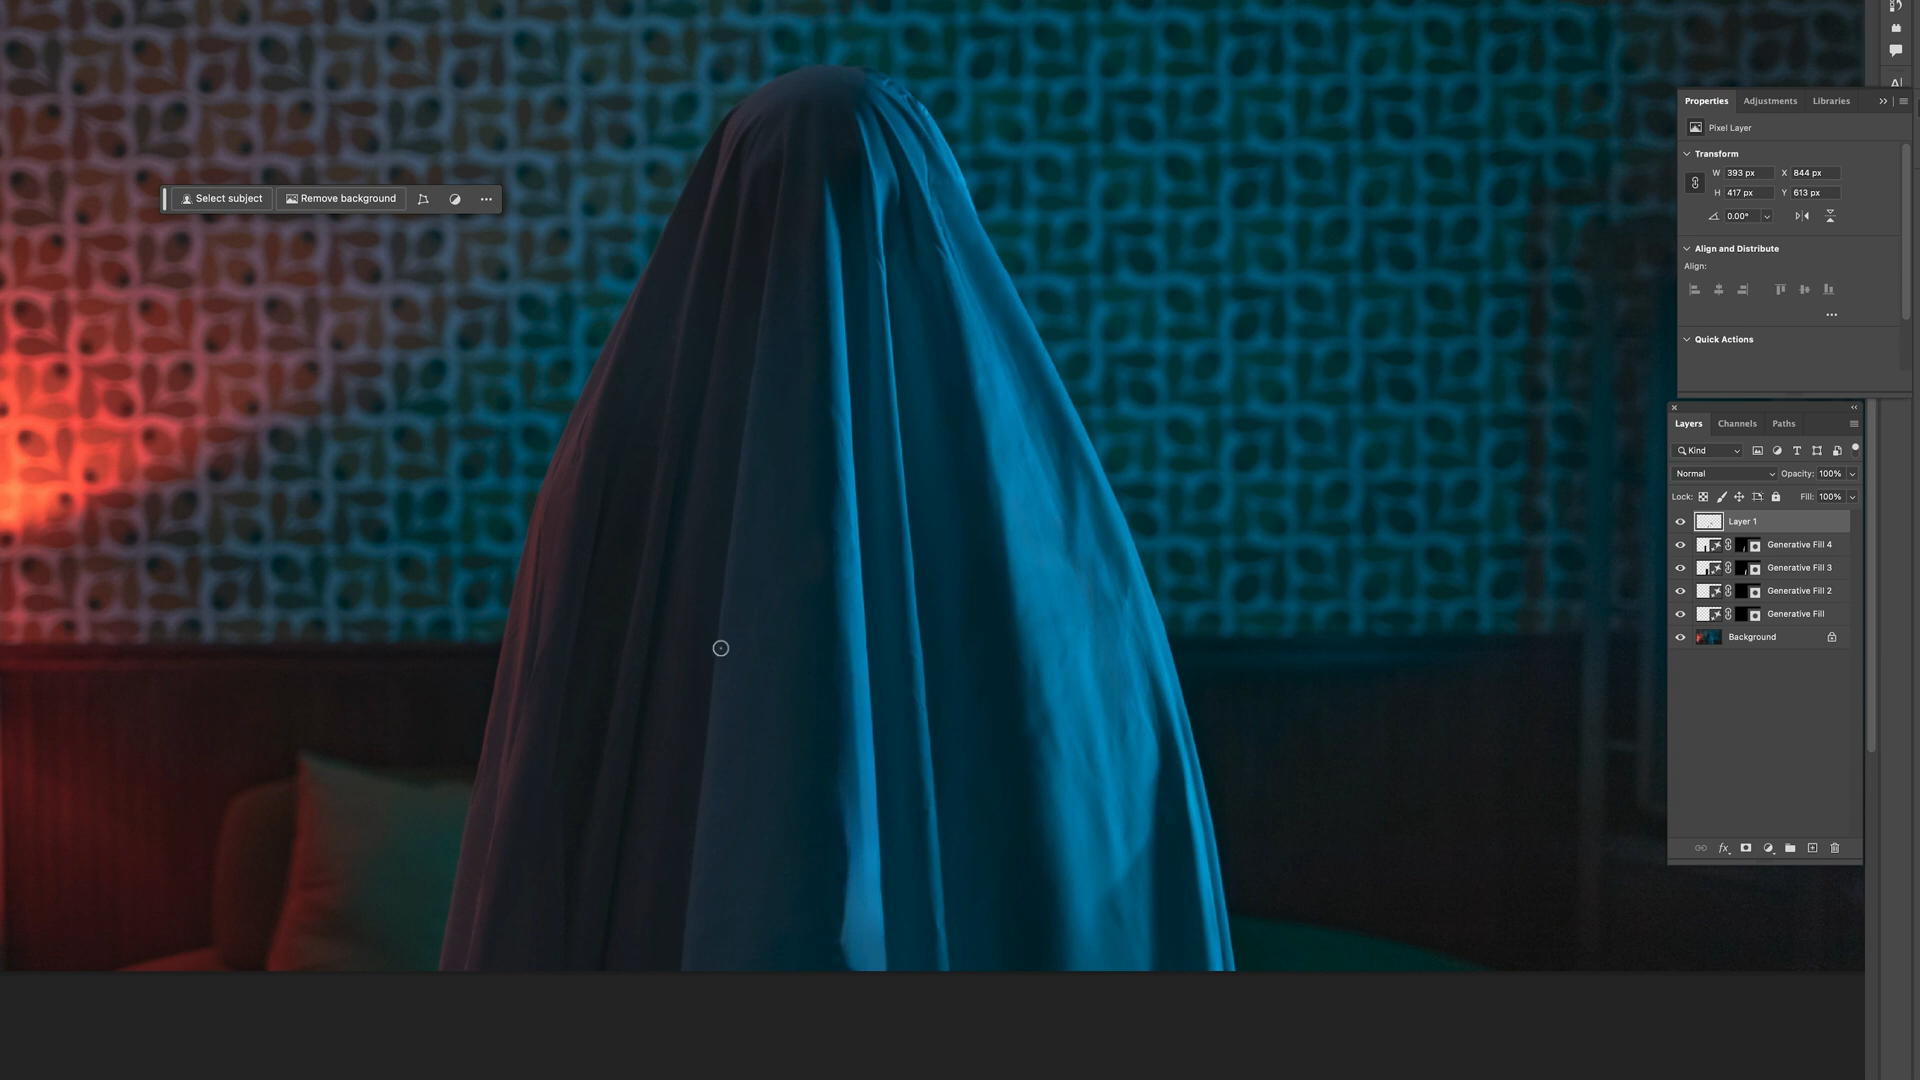 Select subject
Remove background
Properties
Adjustments
Libraries
Pixel Layer
Transform
W 393 px X 844 px
H 417 px Y 613 px
0.00°
Align and Distribute
Align:
Quick Actions
Layers
Channels
Paths
Kind
Normal
Opacity: 100%
Lock:
Fill: 100%
Layer 1
Generative Fill 4
Generative Fill 3
Generative Fill 2
Generative Fill
Background
fx